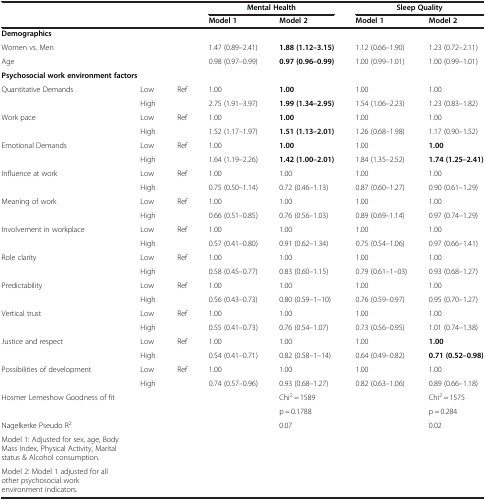 Mental Health Sleep Quality
Model 1 Model 2 Model 1 Model 2
Demographics
Women vs. Men 1.47 (0.89–2.41) 1.88 (1.12–3.15) 1.12 (0.66–1.90) 1.23 (0.72–2.11)
Age 0.98 (0.97–0.99) 0.97 (0.96–0.99) 1.00 (0.99–1.01) 1.00 (0.99–1.01)
Psychosocial work environment factors
Quantitative Demands Low Ref 1.00 1.00 1.00 1.00
High 2.75 (1.91–3.97) 1.99 (1.34–2.95) 1.54 (1.06–2.23) 1.23 (0.83–1.82)
Work pace Low Ref 1.00 1.00 1.00 1.00
High 1.52 (1.17–1.97) 1.51 (1.13–2.01) 1.26 (0.68–1.98) 1.17 (0.90–1.52)
Emotional Demands Low Ref 1.00 1.00 1.00 1.00
High 1.64 (1.19–2.26) 1.42 (1.00–2.01) 1.84 (1.35–2.52) 1.74 (1.25–2.41)
Influence at work Low Ref 1.00 1.00 1.00 1.00
High 0.75 (0.50–1.14) 0.72 (0.46–1.13) 0.87 (0.60–1.27) 0.90 (0.61–1.29)
Meaning of work Low Ref 1.00 1.00 1.00 1.00
High 0.66 (0.51–0.85) 0.76 (0.56–1.03) 0.89 (0.69–1.14) 0.97 (0.74–1.29)
Involvement in workplace Low Ref 1.00 1.00 1.00 1.00
High 0.57 (0.41–0.80) 0.91 (0.62–1.34) 0.75 (0.54–1.06) 0.97 (0.66–1.41)
Role clarity Low Ref 1.00 1.00 1.00 1.00
High 0.58 (0.45–0.77) 0.83 (0.60–1.15) 0.79 (0.61–1–03) 0.93 (0.68–1.27)
Predictability Low Ref 1.00 1.00 1.00 1.00
High 0.56 (0.43–0.73) 0.80 (0.59–1–10) 0.76 (0.59–0.97) 0.95 (0.70–1.27)
Vertical trust Low Ref 1.00 1.00 1.00 1.00
High 0.55 (0.41–0.73) 0.76 (0.54–1.07) 0.73 (0.56–0.95) 1.01 (0.74–1.38)
Justice and respect Low Ref 1.00 1.00 1.00 1.00
High 0.54 (0.41–0.71) 0.82 (0.58–1–14) 0.64 (0.49–0.82) 0.71 (0.52–0.98)
Possibilities of development Low Ref 1.00 1.00 1.00 1.00
High 0.74 (0.57–0.96) 0.93 (0.68–1.27) 0.82 (0.63–1.06) 0.89 (0.66–1.18)
Hosmer Lemeshow Goodness of fit Chi² = 1589 Chi² = 1575
p = 0.1788 p = 0.284
Nagelkerke Pseudo R² 0.07 0.02
Model 1: Adjusted for sex, age, Body
Mass Index, Physical Activity, Marital
status & Alcohol consumption.
Model 2: Model 1 adjusted for all
other psychosocial work
environment indicators.